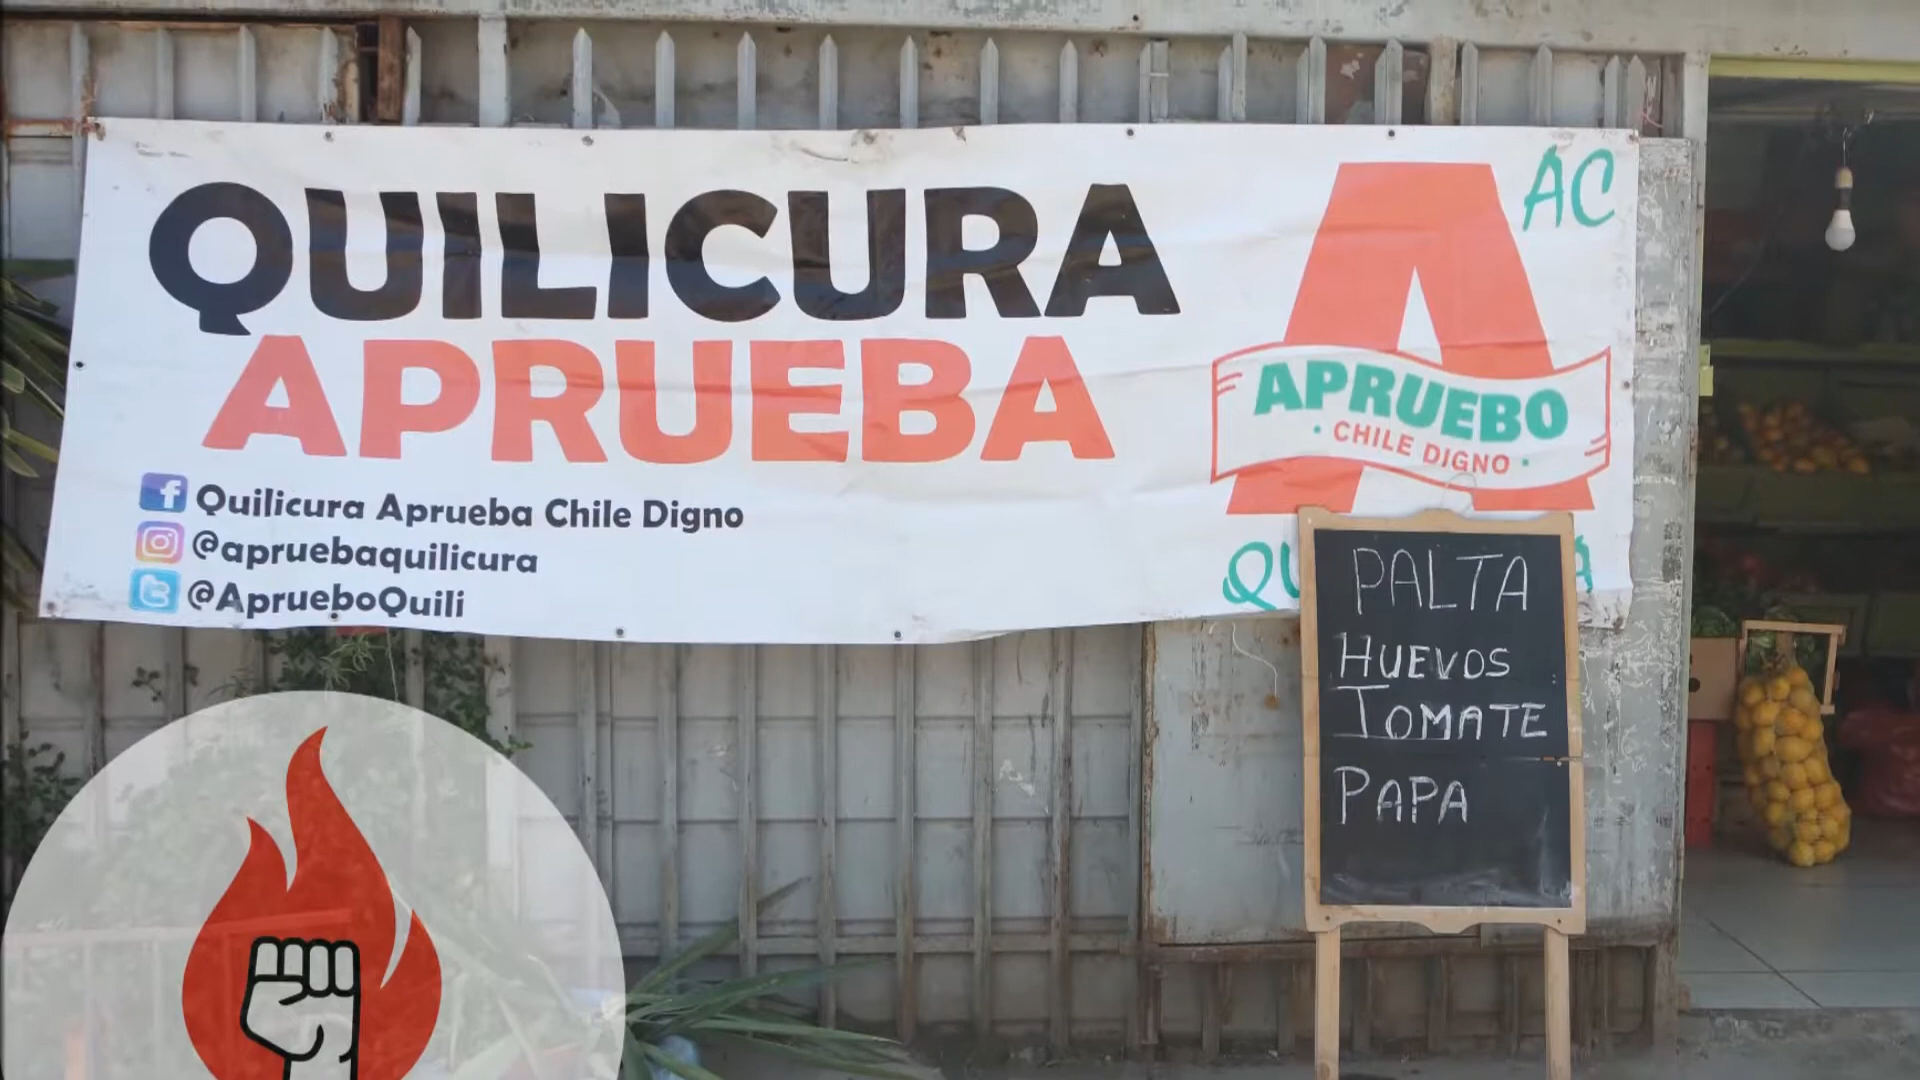 QUILICURA
APRUEBA
Quilicura Aprueba Chile Digno
@apruebaquilicura
@AprueboQuili
AC
A
APRUEBO
· CHILE DIGNO ·
PALTA
HUEVOS
TOMATE
PAPA